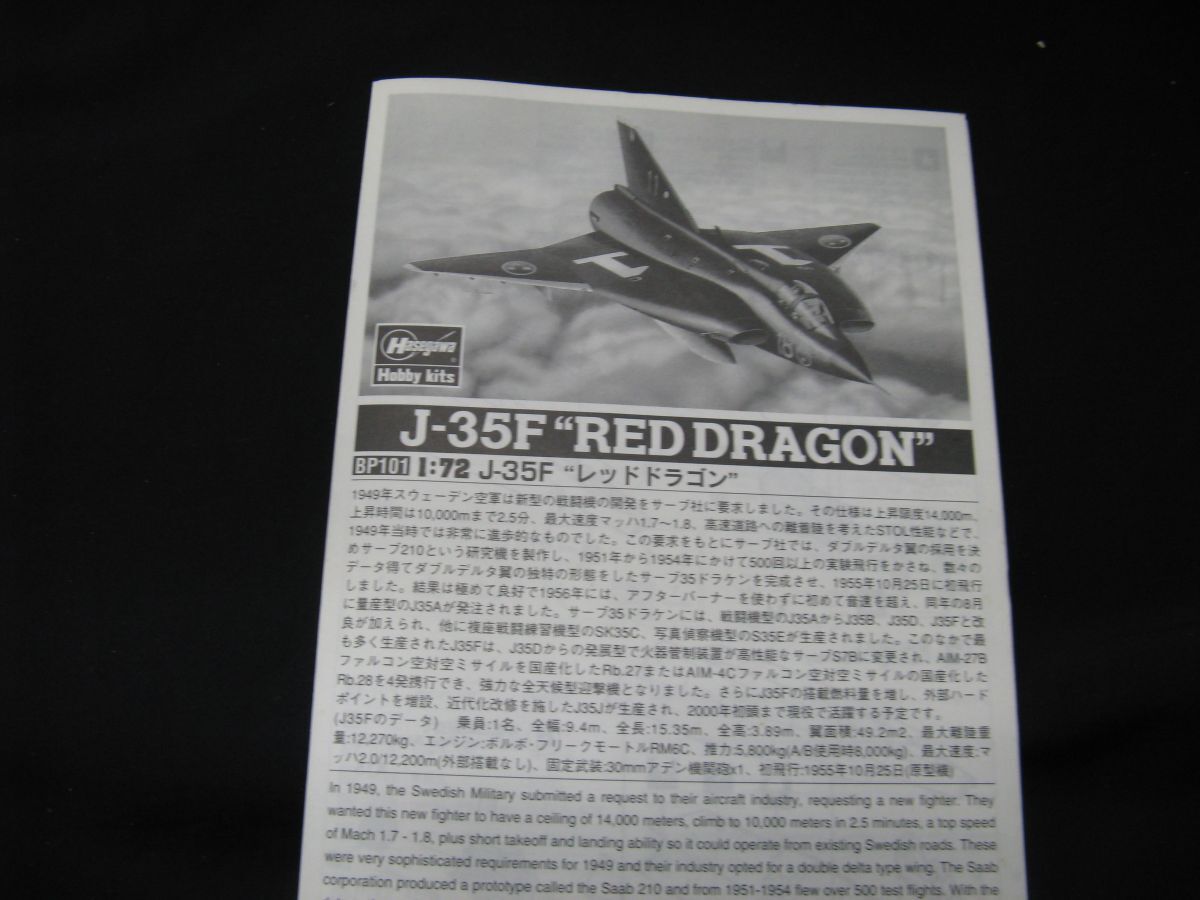 11
83
Hasegawa
Hobby kits
J-35F "RED DRAGON"
BP101 1:72 J-35F “レッドドラゴン”
1949年スウェーデン空軍は新型の戦闘機の開発をサーブ社に要求しました。その仕様は上昇限度14,000m、
上昇時間は10,000mまで2.5分、最大速度マッハ1.7〜1.8、高速道路への離着陸を考えたSTOL性能などで、
1949年当時では非常に進歩的なものでした。この要求をもとにサーブ社では、ダブルデルタ翼の採用を決
めサーブ210という研究機を製作し、1951年から1954年にかけて500回以上の実験飛行をかさね、数々の
データ得てダブルデルタ翼の独特の形態をしたサーブ35ドラケンを完成させ、1955年10月25日に初飛行
しました。結果は極めて良好で1956年には、アフターバーナーを使わずに初めて音速を超え、同年の8月
に量産型のJ35Aが発注されました。サーブ35ドラケンには、戦闘機型のJ35AからJ35B、J35D、J35Fと改
良が加えられ、他に複座戦闘練習機型のSK35C、写真偵察機型のS35Eが生産されました。このなかで最
も多く生産されたJ35Fは、J35Dからの発展型で火器管制装置が高性能なサーブS7Bに変更され、AIM-27B
ファルコン空対空ミサイルを国産化したRb.27またはAIM-4Cファルコン空対空ミサイルの国産化した
Rb.28を4発携行でき、強力な全天候型迎撃機となりました。さらにJ35Fの搭載燃料量を増し、外部ハード
ポイントを増設、近代化改修を施したJ35Jが生産され、2000年初頭まで現役で活躍する予定です。
(J35Fのデータ) 乗員:1名、全幅:9.4m、全長:15.35m、全高:3.89m、翼面積:49.2m2、最大離陸重
量:12,270kg、エンジン:ボルボ・フリークモートルRM6C、推力:5,800kg(A/B使用時8,000kg)、最大速度:マ
ッハ2.0/12,200m(外部搭載なし)、固定武装:30mmアデン機関砲x1、初飛行:1955年10月25日(原型機)
In 1949, the Swedish Military submitted a request to their aircraft industry, requesting a new fighter. They
wanted this new fighter to have a ceiling of 14,000 meters, climb to 10,000 meters in 2.5 minutes, a top speed
of Mach 1.7 - 1.8, plus short takeoff and landing ability so it could operate from existing Swedish roads. These
were very sophisticated requirements for 1949 and their industry opted for a double delta type wing. The Saab
corporation produced a prototype called the Saab 210 and from 1951-1954 flew over 500 test flights. With the